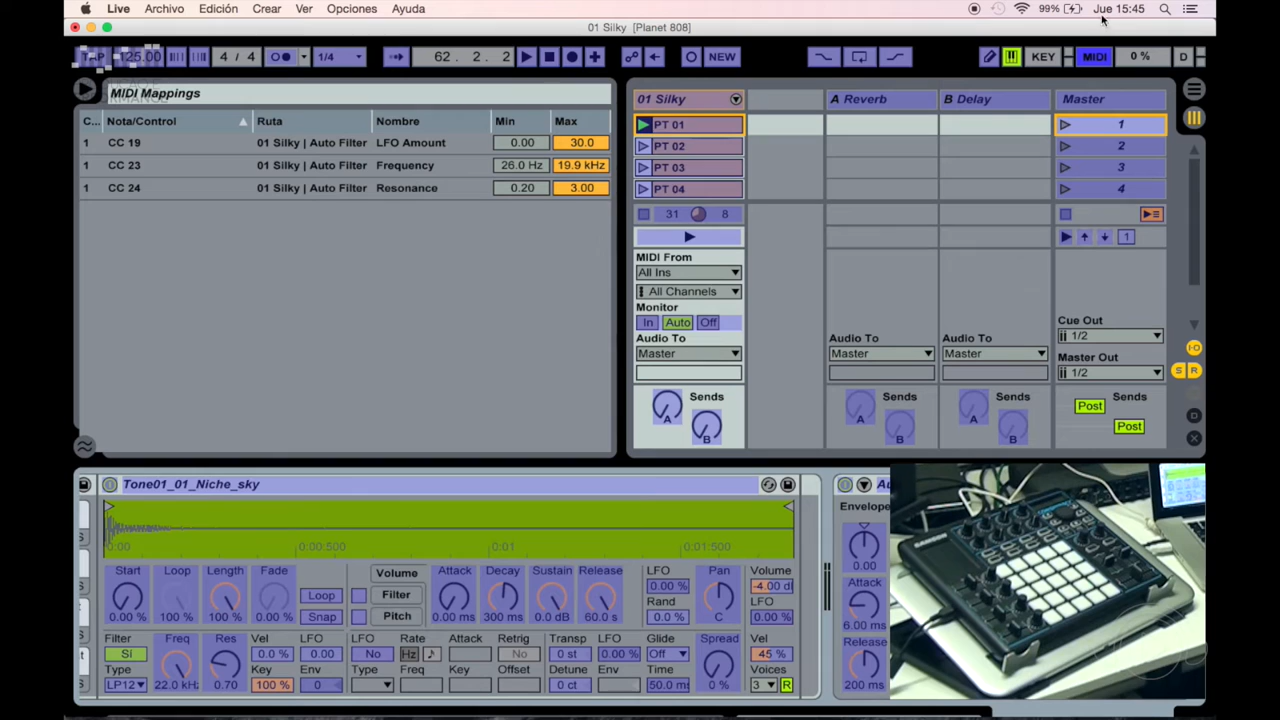 Live Archivo Edición Crear Ver Opciones Ayuda 99% Jue 15:45
01 Silky [Planet 808]
TAP 125.00 4 / 4 1/4 62. 2. 2 NEW KEY MIDI 0 % D
MIDI Mappings
C... Nota/Control Ruta Nombre Min Max
1 CC 19 01 Silky | Auto Filter LFO Amount 0.00 30.0
1 CC 23 01 Silky | Auto Filter Frequency 26.0 Hz 19.9 kHz
1 CC 24 01 Silky | Auto Filter Resonance 0.20 3.00
01 Silky A Reverb B Delay Master
PT 01 1
PT 02 2
PT 03 3
PT 04 4
31 8
1
MIDI From
All Ins
All Channels
Monitor
In Auto Off
Audio To Audio To Audio To
Master Master Master
Cue Out
1/2
Master Out
1/2
S R
Sends Sends Sends Sends
A B A B A B Post Post
D
X
Tone01_01_Niche_sky
0:00 0:00:500 0:01 0:01:500
Start Loop Length Fade
0.00 % 100 % 100 % 0.00 %
Loop
Snap
Volume
Filter
Pitch
Attack Decay Sustain Release
0.00 ms 300 ms 0.0 dB 60.0 s
LFO
0.00 %
Rand
0.0 %
Pan
C
Volume
-4.00 d
LFO
0.00 %
Filter Freq Res Vel LFO LFO Rate Attack Retrig Transp LFO Glide Spread Vel
SI 0.0 % 0.00 No Hz No 0 st 0.00 % Off 45 %
Type Key Env Type Freq Key Offset Detune Env Time Voices
LP12 22.0 kHz 0.70 100 % 0 0 ct 50.0 ms 0 % 3 R
Envelope
0.00
Attack
6.00 ms
Release
200 ms
SAMSON